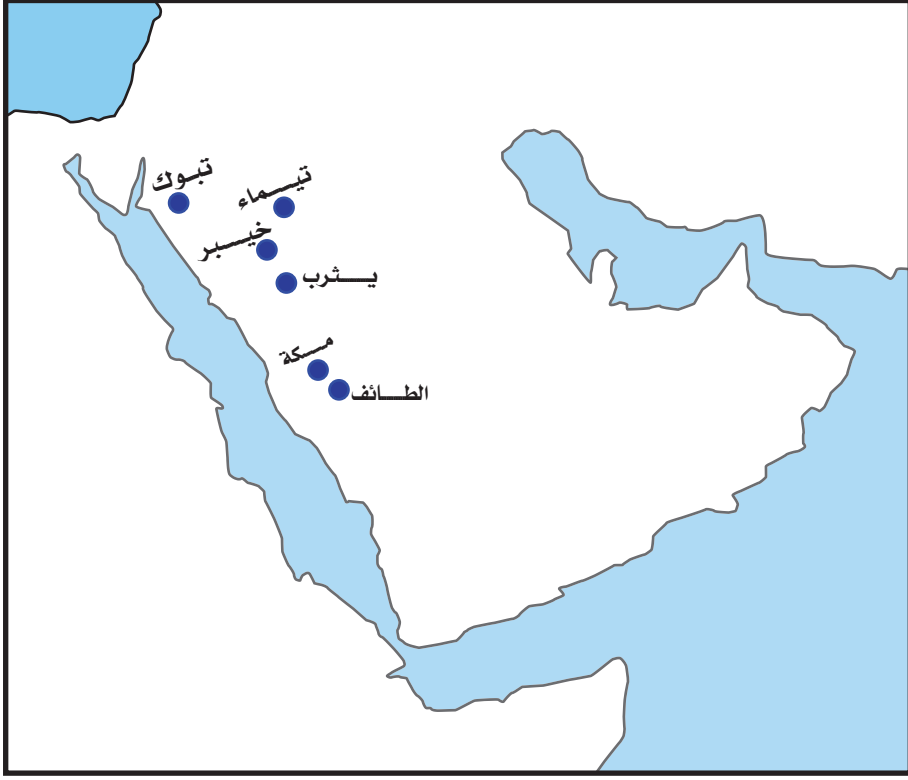 تبوك
تيماء
خيبر
يثرب
مكة
الطائف